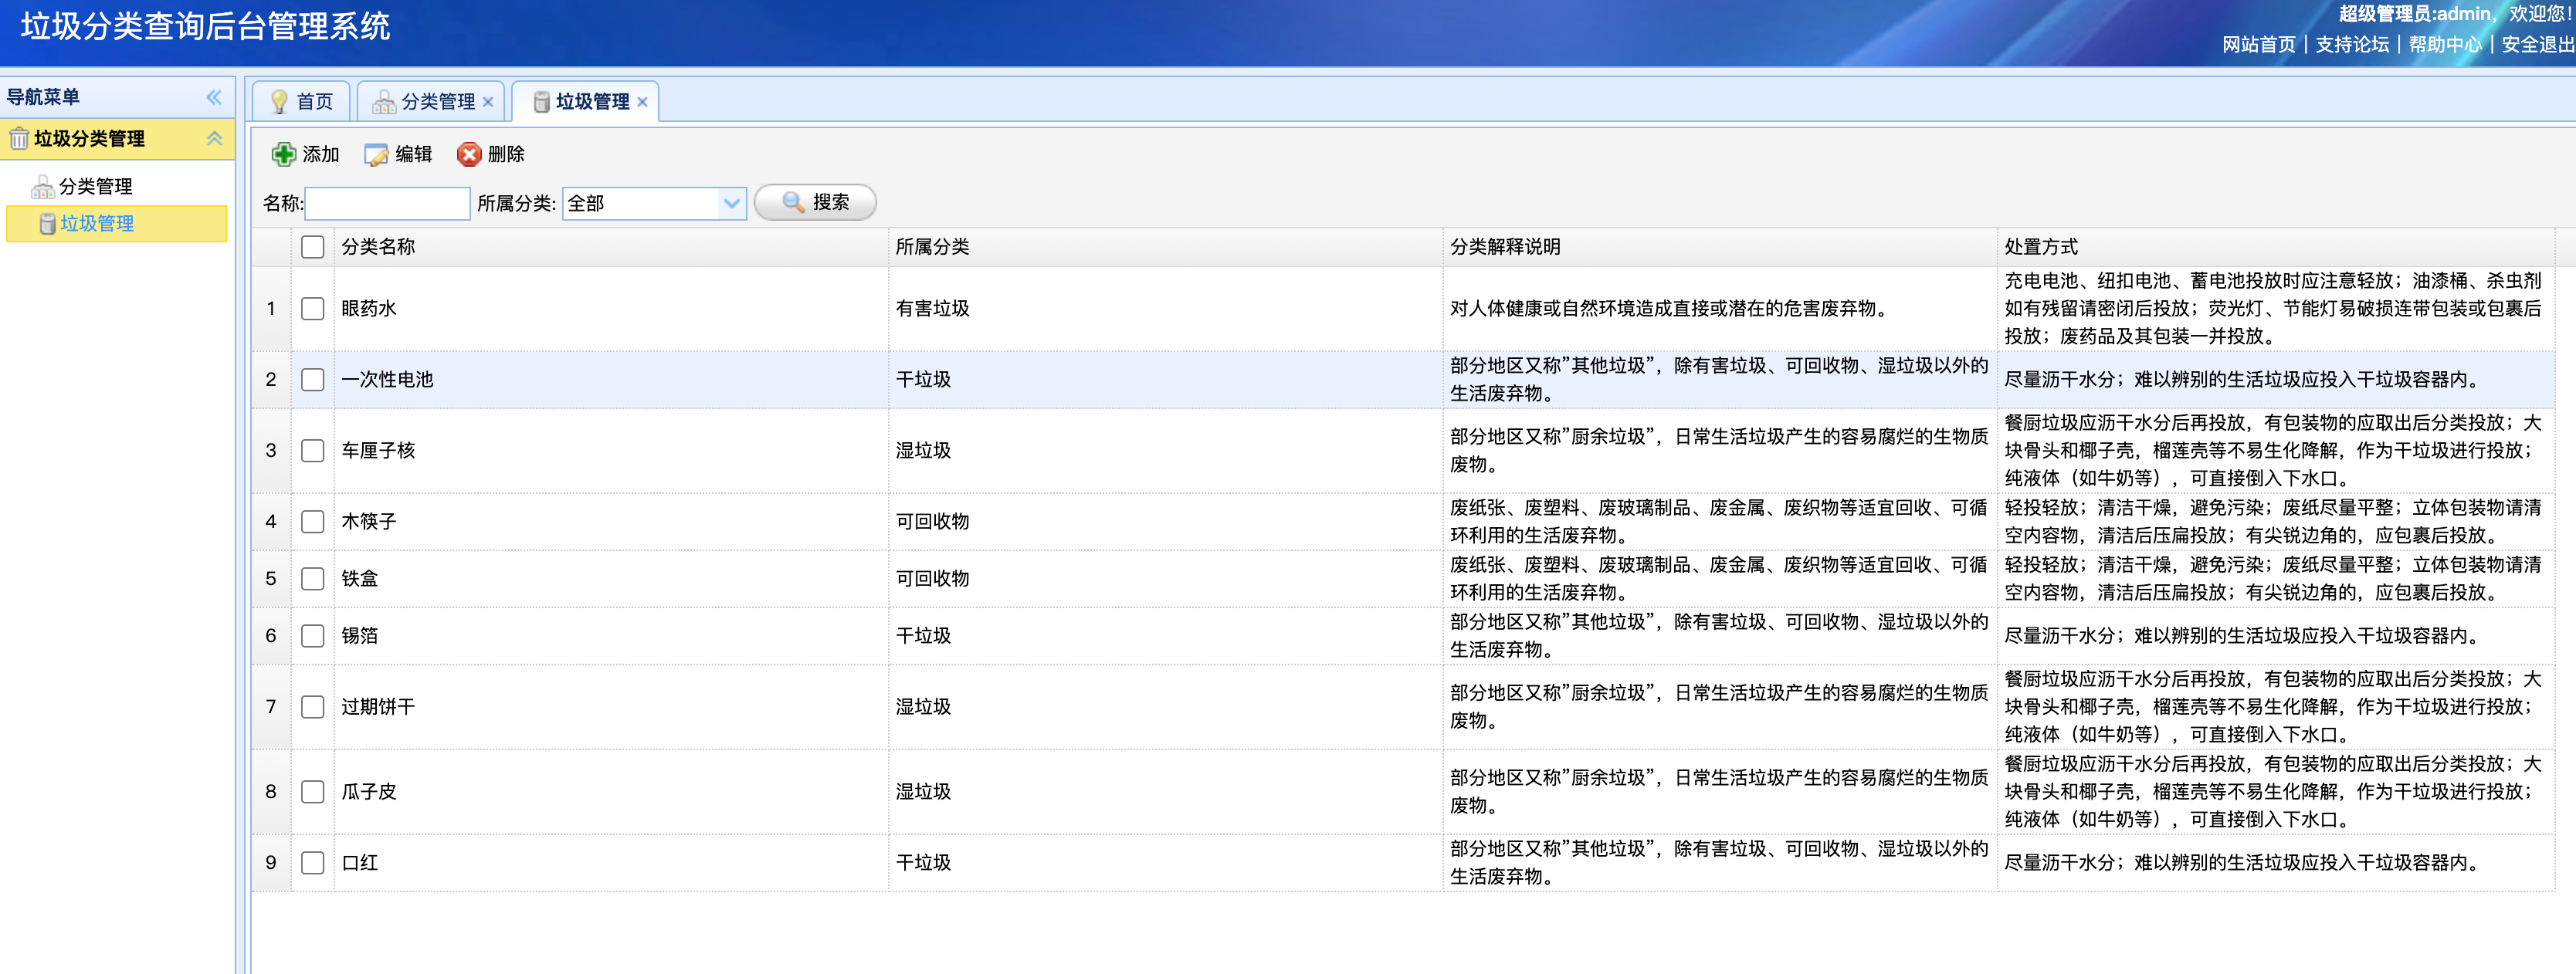 垃圾分类查询后台管理系统
超级管理员:admin，欢迎您!
网站首页 | 支持论坛 | 帮助中心 | 安全退出
导航菜单
垃圾分类管理
分类管理
垃圾管理
首页 分类管理 垃圾管理
添加 编辑 删除
名称: 所属分类: 全部 搜索
分类名称 所属分类 分类解释说明 处置方式
1 眼药水 有害垃圾 对人体健康或自然环境造成直接或潜在的危害废弃物。
充电电池、纽扣电池、蓄电池投放时应注意轻放；油漆桶、杀虫剂
如有残留请密闭后投放；荧光灯、节能灯易破损连带包装或包裹后
投放；废药品及其包装一并投放。
2 一次性电池 干垃圾
部分地区又称”其他垃圾”，除有害垃圾、可回收物、湿垃圾以外的
生活废弃物。
尽量沥干水分；难以辨别的生活垃圾应投入干垃圾容器内。
3 车厘子核 湿垃圾
部分地区又称”厨余垃圾”，日常生活垃圾产生的容易腐烂的生物质
废物。
餐厨垃圾应沥干水分后再投放，有包装物的应取出后分类投放；大
块骨头和椰子壳，榴莲壳等不易生化降解，作为干垃圾进行投放；
纯液体（如牛奶等），可直接倒入下水口。
4 木筷子 可回收物
废纸张、废塑料、废玻璃制品、废金属、废织物等适宜回收、可循
环利用的生活废弃物。
轻投轻放；清洁干燥，避免污染；废纸尽量平整；立体包装物请清
空内容物，清洁后压扁投放；有尖锐边角的，应包裹后投放。
5 铁盒 可回收物
废纸张、废塑料、废玻璃制品、废金属、废织物等适宜回收、可循
环利用的生活废弃物。
轻投轻放；清洁干燥，避免污染；废纸尽量平整；立体包装物请清
空内容物，清洁后压扁投放；有尖锐边角的，应包裹后投放。
6 锡箔 干垃圾
部分地区又称”其他垃圾”，除有害垃圾、可回收物、湿垃圾以外的
生活废弃物。
尽量沥干水分；难以辨别的生活垃圾应投入干垃圾容器内。
7 过期饼干 湿垃圾
部分地区又称”厨余垃圾”，日常生活垃圾产生的容易腐烂的生物质
废物。
餐厨垃圾应沥干水分后再投放，有包装物的应取出后分类投放；大
块骨头和椰子壳，榴莲壳等不易生化降解，作为干垃圾进行投放；
纯液体（如牛奶等），可直接倒入下水口。
8 瓜子皮 湿垃圾
部分地区又称”厨余垃圾”，日常生活垃圾产生的容易腐烂的生物质
废物。
餐厨垃圾应沥干水分后再投放，有包装物的应取出后分类投放；大
块骨头和椰子壳，榴莲壳等不易生化降解，作为干垃圾进行投放；
纯液体（如牛奶等），可直接倒入下水口。
9 口红 干垃圾
部分地区又称”其他垃圾”，除有害垃圾、可回收物、湿垃圾以外的
生活废弃物。
尽量沥干水分；难以辨别的生活垃圾应投入干垃圾容器内。